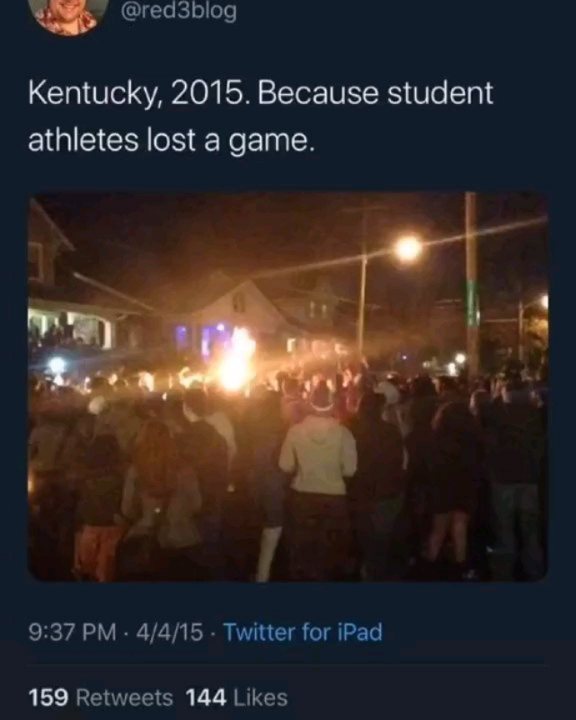 @red3blog
Kentucky, 2015. Because student
athletes lost a game.
9:37 PM · 4/4/15 · Twitter for iPad
159 Retweets 144 Likes